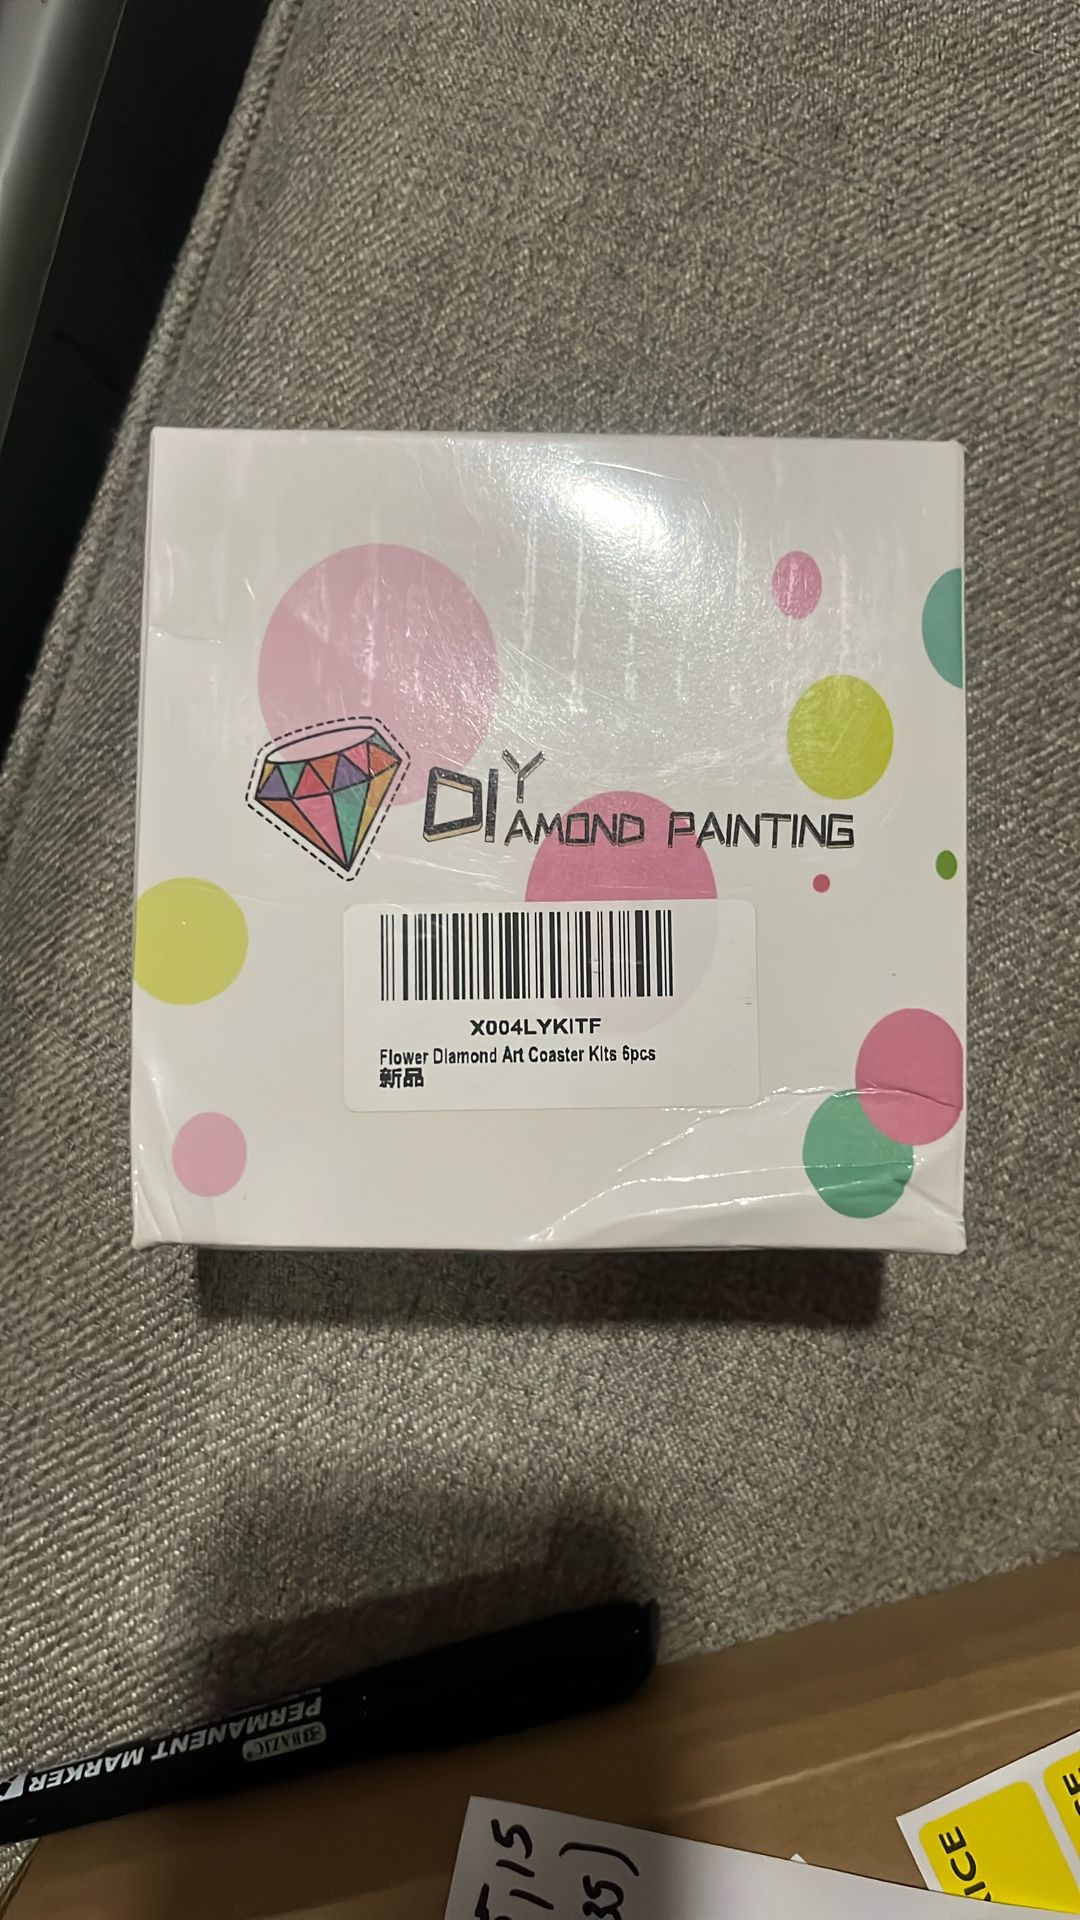 DIY
DIAMOND PAINTING
X004LYKITF
Flower Diamond Art Coaster Kits 6pcs
新品
PERMANENT MARKER